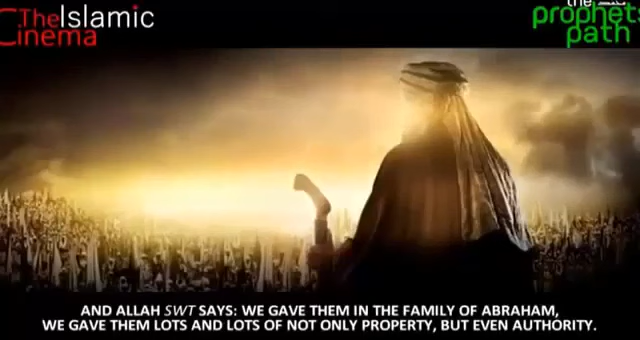 The Islamic
Cinema
the
prophets
path
AND ALLAH SWT SAYS: WE GAVE THEM IN THE FAMILY OF ABRAHAM,
WE GAVE THEM LOTS AND LOTS OF NOT ONLY PROPERTY, BUT EVEN AUTHORITY.